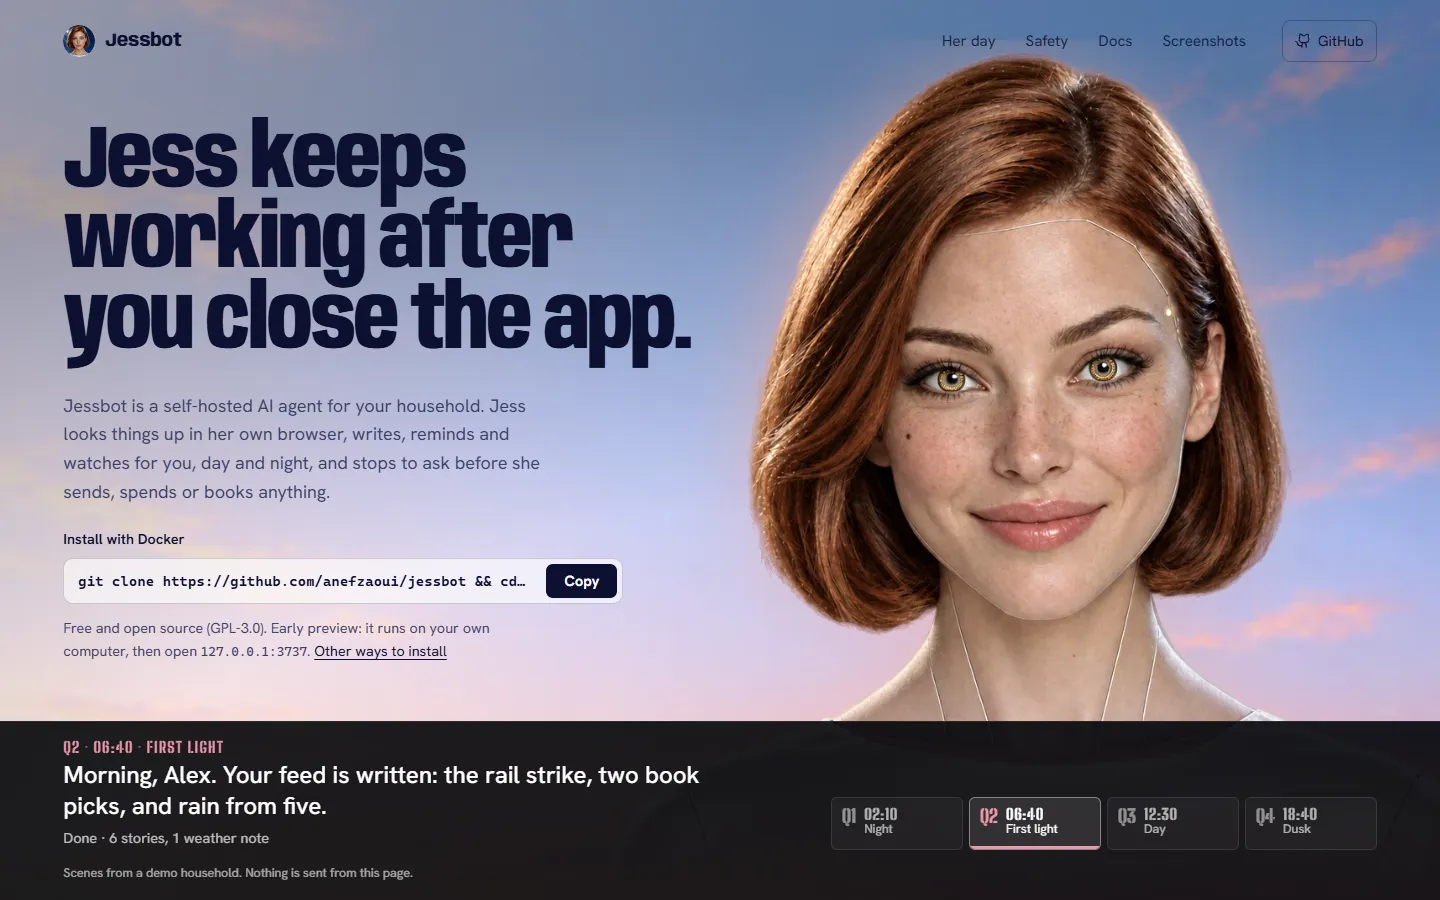 Jessbot
Her day
Safety
Docs
Screenshots
GitHub
Jess keeps
working after
you close the app.
Jessbot is a self-hosted AI agent for your household. Jess
looks things up in her own browser, writes, reminds and
watches for you, day and night, and stops to ask before she
sends, spends or books anything.
Install with Docker
git clone https://github.com/anefzaoui/jessbot && cd…
Copy
Free and open source (GPL-3.0). Early preview: it runs on your own
computer, then open 127.0.0.1:3737. Other ways to install
Q2 · 06:40 · FIRST LIGHT
Morning, Alex. Your feed is written: the rail strike, two book
picks, and rain from five.
Done · 6 stories, 1 weather note
Scenes from a demo household. Nothing is sent from this page.
Q1 02:10
Night
Q2 06:40
First light
Q3 12:30
Day
Q4 18:40
Dusk